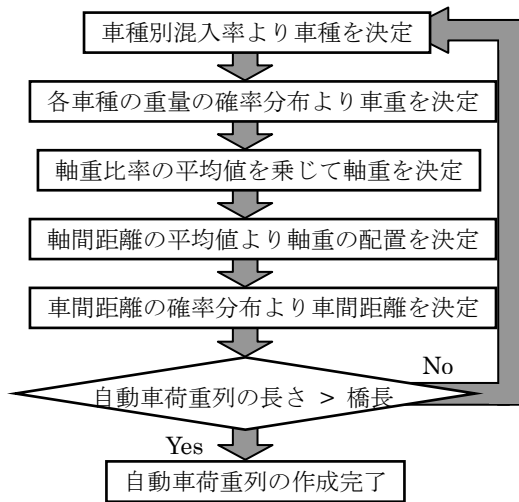 車種別混入率より車種を決定
各車種の重量の確率分布より車重を決定
軸重比率の平均値を乗じて軸重を決定
軸間距離の平均値より軸重の配置を決定
車間距離の確率分布より車間距離を決定
No
自動車荷重列の長さ > 橋長
Yes
自動車荷重列の作成完了